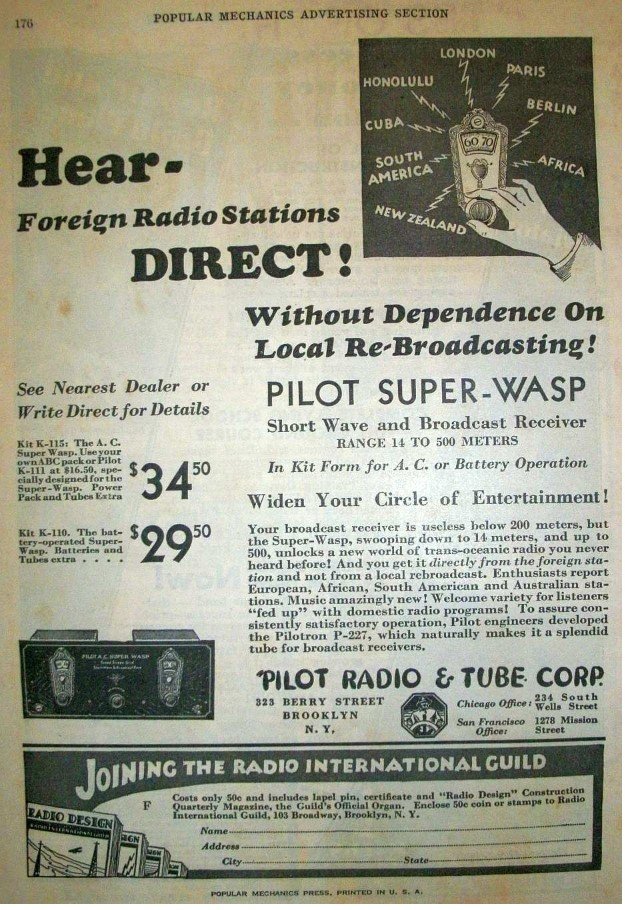 176
POPULAR MECHANICS ADVERTISING SECTION
LONDON
HONOLULU
PARIS
BERLIN
CUBA
60 70
SOUTH
AMERICA
AFRICA
NEW ZEALAND
Hear-
Foreign Radio Stations
DIRECT!
Without Dependence On
Local Re-Broadcasting!
See Nearest Dealer or
Write Direct for Details
Kit K-115: The A. C.
Super Wasp. Use your
own ABC pack or Pilot
K-111 at $16.50, spe-
cially designed for the
Super-Wasp. Power
Pack and Tubes Extra
$34.50
Kit K-110. The bat-
tery-operated Super-
Wasp. Batteries and
Tubes extra . . . .
$29.50
PILOT SUPER-WASP
Short Wave and Broadcast Receiver
RANGE 14 TO 500 METERS
In Kit Form for A. C. or Battery Operation
Widen Your Circle of Entertainment!
Your broadcast receiver is useless below 200 meters, but
the Super-Wasp, swooping down to 14 meters, and up to
500, unlocks a new world of trans-oceanic radio you never
heard before! And you get it directly from the foreign sta-
tion and not from a local rebroadcast. Enthusiasts report
European, African, South American and Australian sta-
tions. Music amazingly new! Welcome variety for listeners
"fed up" with domestic radio programs! To assure con-
sistently satisfactory operation, Pilot engineers developed
the Pilotron P-227, which naturally makes it a splendid
tube for broadcast receivers.
PILOT A.C. SUPER WASP
PILOT RADIO & TUBE CORP.
323 BERRY STREET
BROOKLYN
N. Y.
Chicago Office: 234 South
Wells Street
San Francisco
Office: 1278 Mission
Street
JOINING THE RADIO INTERNATIONAL GUILD
F
Costs only 50c and includes lapel pin, certificate and "Radio Design" Construction
Quarterly Magazine, the Guild's Official Organ. Enclose 50c coin or stamps to Radio
International Guild, 103 Broadway, Brooklyn, N. Y.
Name
Address
City State
RADIO DESIGN
POPULAR MECHANICS PRESS, PRINTED IN U. S. A.